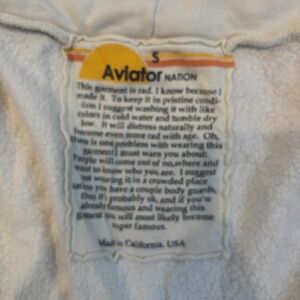 S
Aviator NATION
This garment is rad. I know because I
made it. To keep it in pristine condi-
tion I suggest washing it with like
colors in cold water and tumble dry
low. It will distress naturally and
become even more rad with age. Oh,
there is one problem with wearing this
garment I must warn you about:
People will come out of no,where and
want to know who you are. I suggest
not wearing it in a crowded place
unless you have a couple body guards,
then it's probably ok, and if you're
already famous and wearing this
garment you will most likely become
super famous.
Made in California, USA